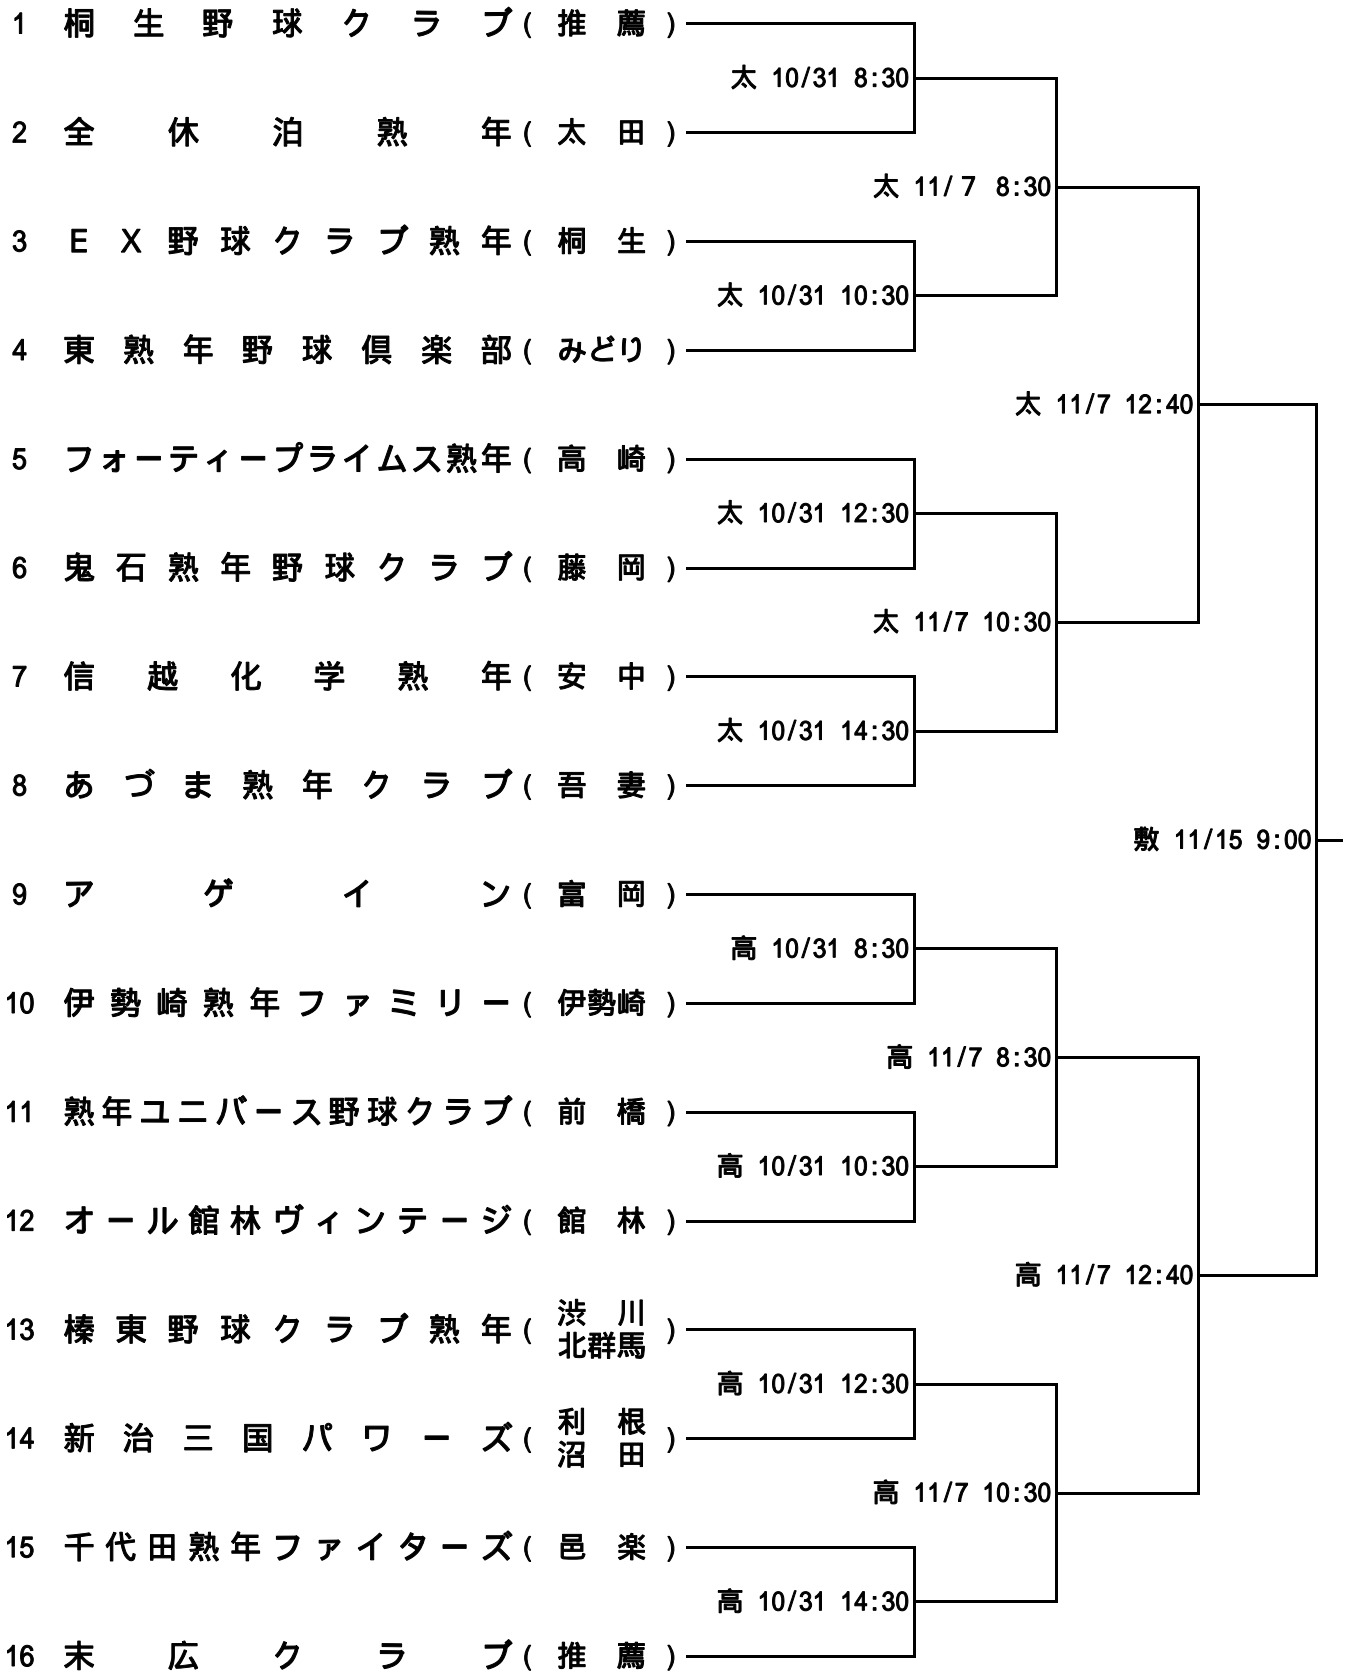 1 桐生野球クラブ( 推薦 )
太 10/31 8:30
2 全休泊熟年( 太田 )
太 11/ 7 8:30
3 EX野球クラブ熟年( 桐生 )
太 10/31 10:30
4 東熟年野球倶楽部( みどり )
太 11/7 12:40
5 フォーティープライムス熟年( 高崎 )
太 10/31 12:30
6 鬼石熟年野球クラブ( 藤岡 )
太 11/7 10:30
7 信越化学熟年( 安中 )
太 10/31 14:30
8 あづま熟年クラブ( 吾妻 )
敷 11/15 9:00
9 アゲイン( 富岡 )
高 10/31 8:30
10 伊勢崎熟年ファミリー( 伊勢崎 )
高 11/7 8:30
11 熟年ユニバース野球クラブ( 前橋 )
高 10/31 10:30
12 オール館林ヴィンテージ( 館林 )
高 11/7 12:40
13 榛東野球クラブ熟年( 渋川
北群馬 )
高 10/31 12:30
14 新治三国パワーズ( 利根
沼田 )
高 11/7 10:30
15 千代田熟年ファイターズ( 邑楽 )
高 10/31 14:30
16 末広クラブ( 推薦 )